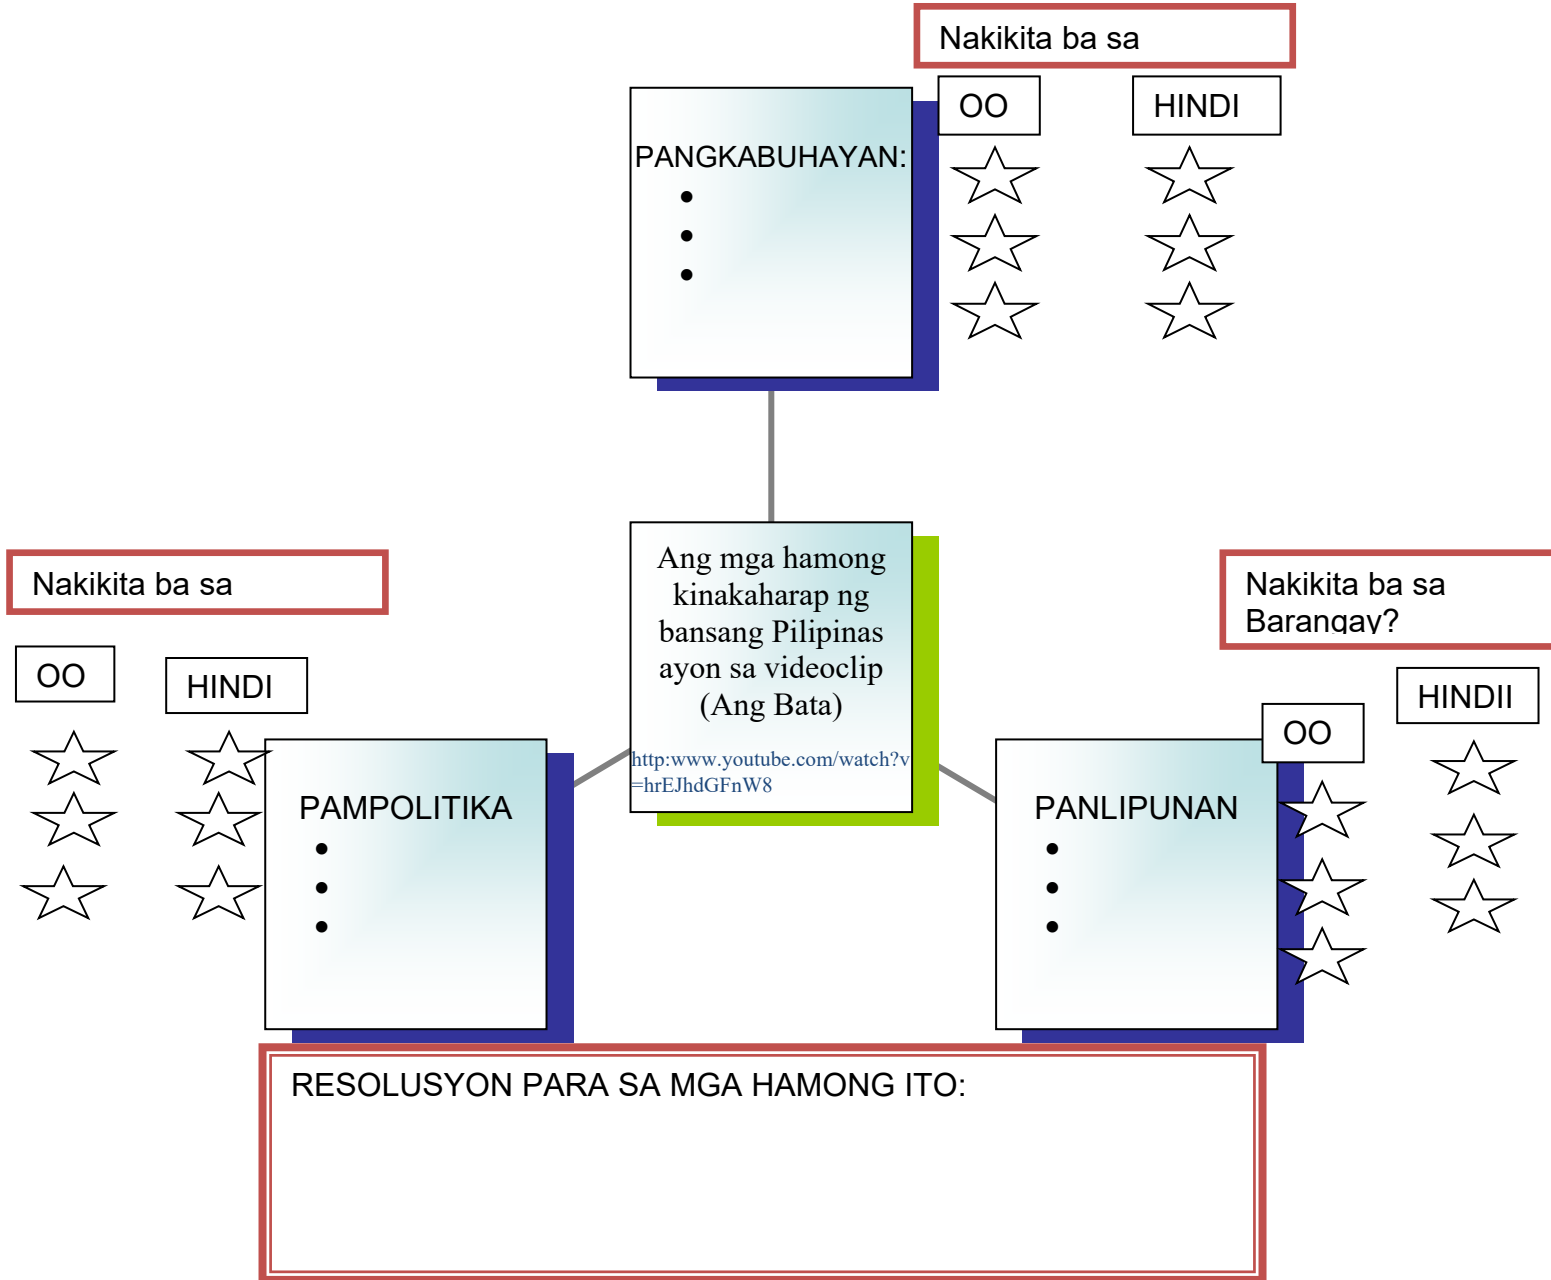 Nakikita ba sa
OO
HINDI
PANGKABUHAYAN:
•
•
•
Ang mga hamong
kinakaharap ng
bansang Pilipinas
ayon sa videoclip
(Ang Bata)
http:www.youtube.com/watch?v
=hrEJhdGFnW8
Nakikita ba sa
OO
HINDI
PAMPOLITIKA
•
•
•
Nakikita ba sa
Barangay?
OO
HINDII
PANLIPUNAN
•
•
•
RESOLUSYON PARA SA MGA HAMONG ITO: